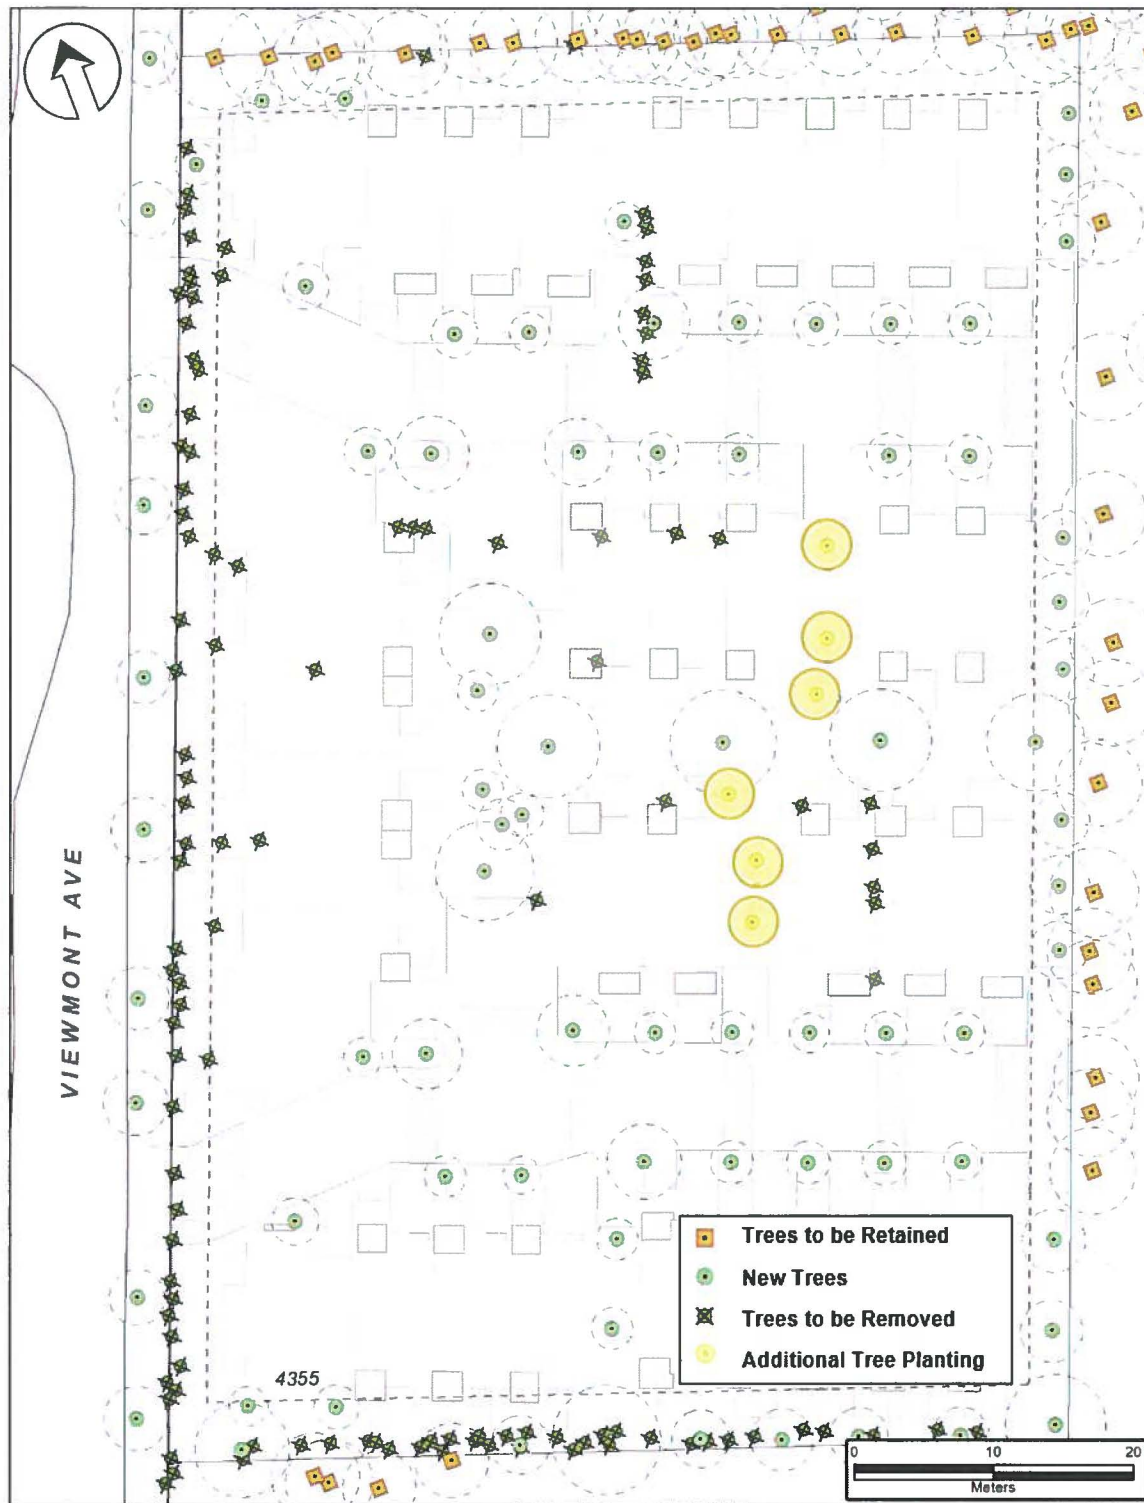 VIEWMONT AVE
4355
Trees to be Retained
New Trees
Trees to be Removed
Additional Tree Planting
0 10 20
Meters